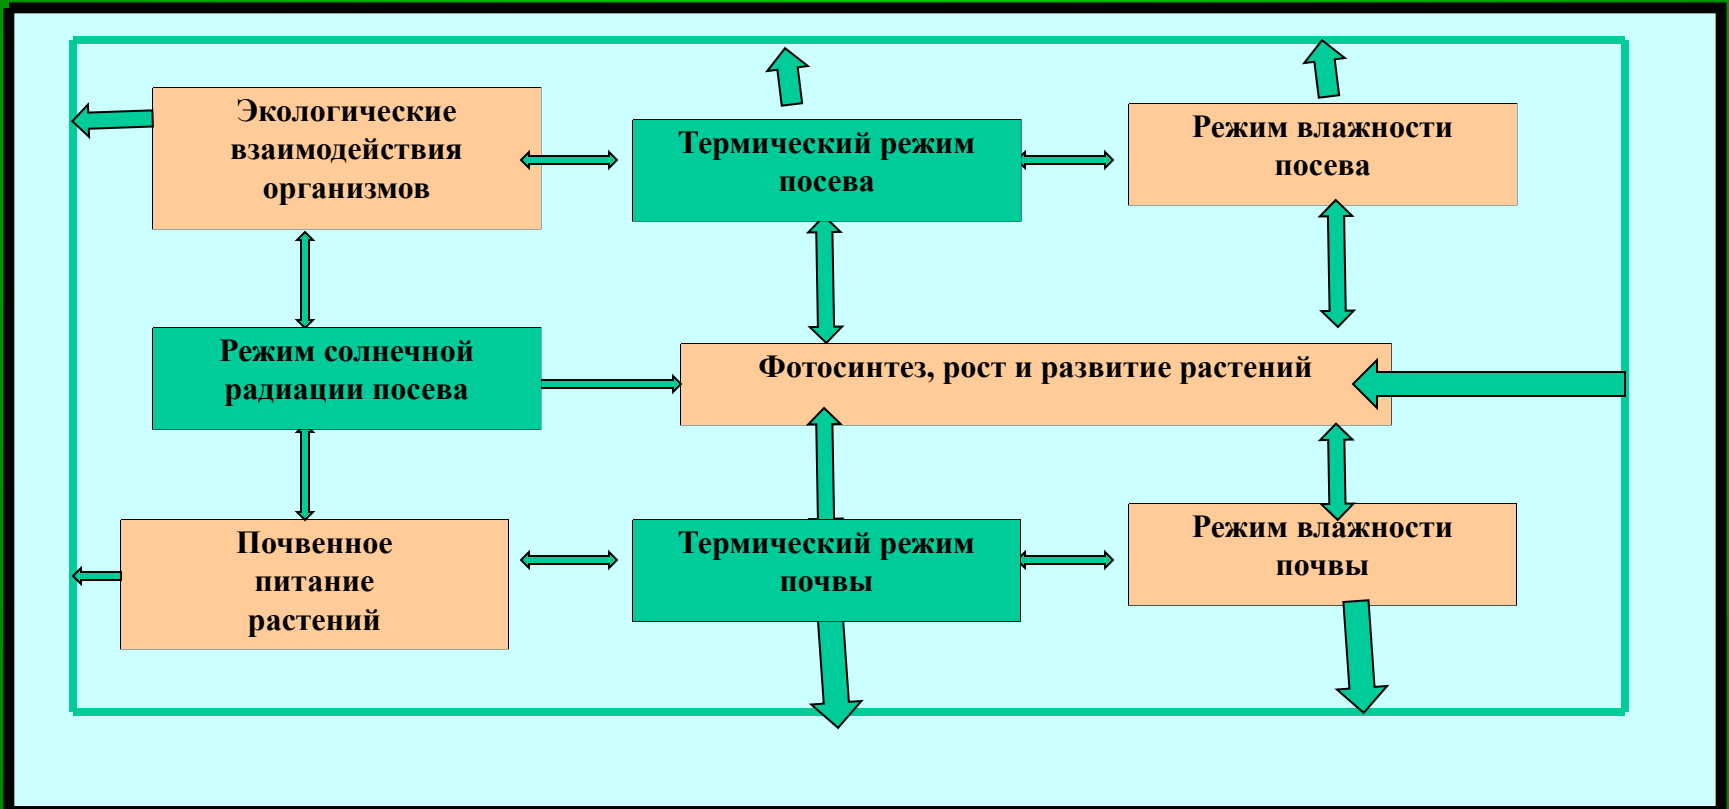 Экологические
взаимодействия
организмов
Термический режим
посева
Режим влажности
посева
Режим солнечной
радиации посева
Фотосинтез, рост и развитие растений
Почвенное
питание
растений
Термический режим
почвы
Режим влажности
почвы